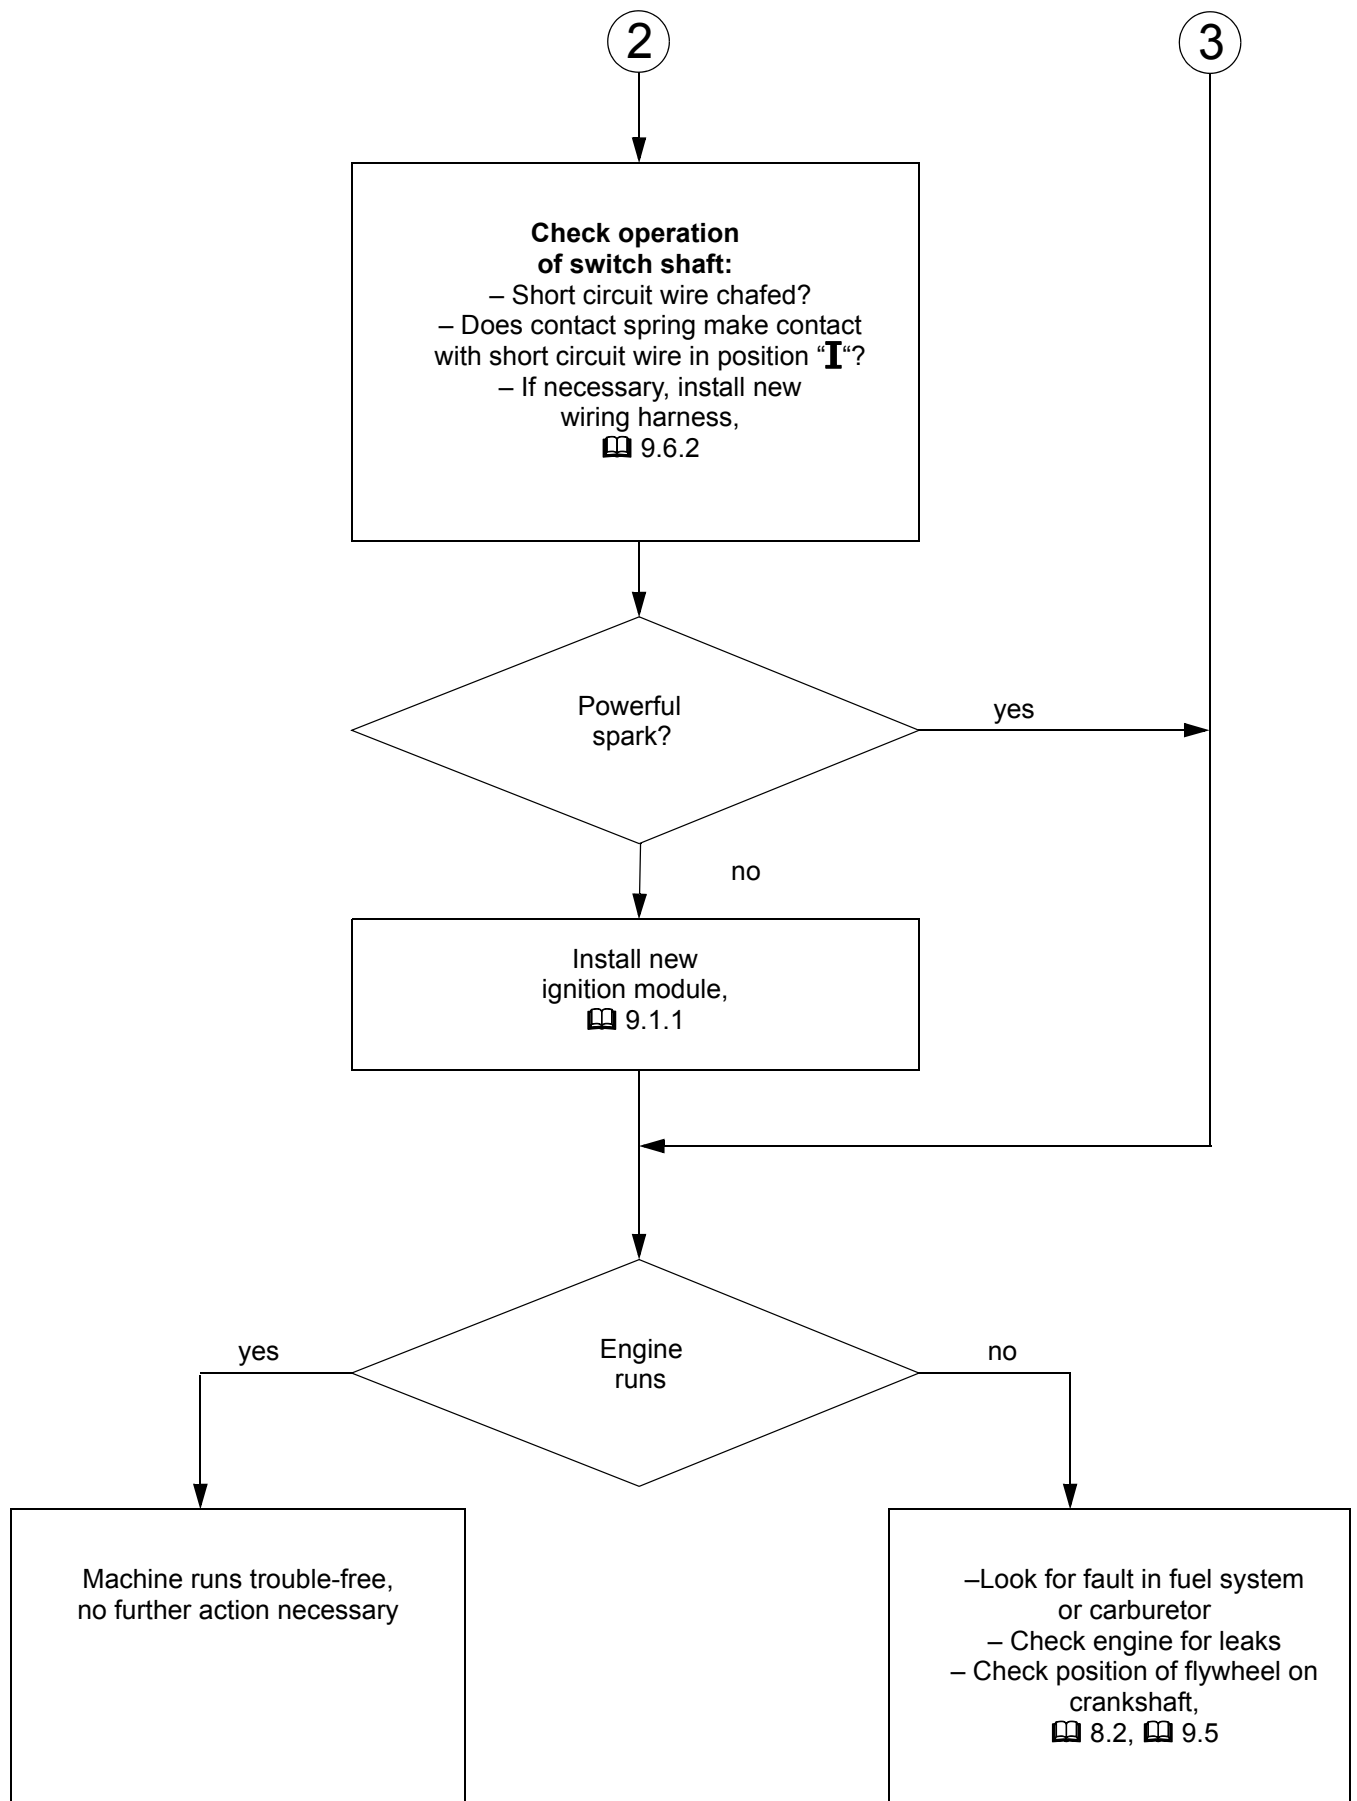 2
3
Check operation
of switch shaft:
– Short circuit wire chafed?
– Does contact spring make contact
with short circuit wire in position “I“?
– If necessary, install new
wiring harness,
9.6.2
Powerful
spark?
yes
no
Install new
ignition module,
9.1.1
Engine
runs
yes
no
Machine runs trouble-free,
no further action necessary
–Look for fault in fuel system
or carburetor
– Check engine for leaks
– Check position of flywheel on
crankshaft,
8.2, 9.5